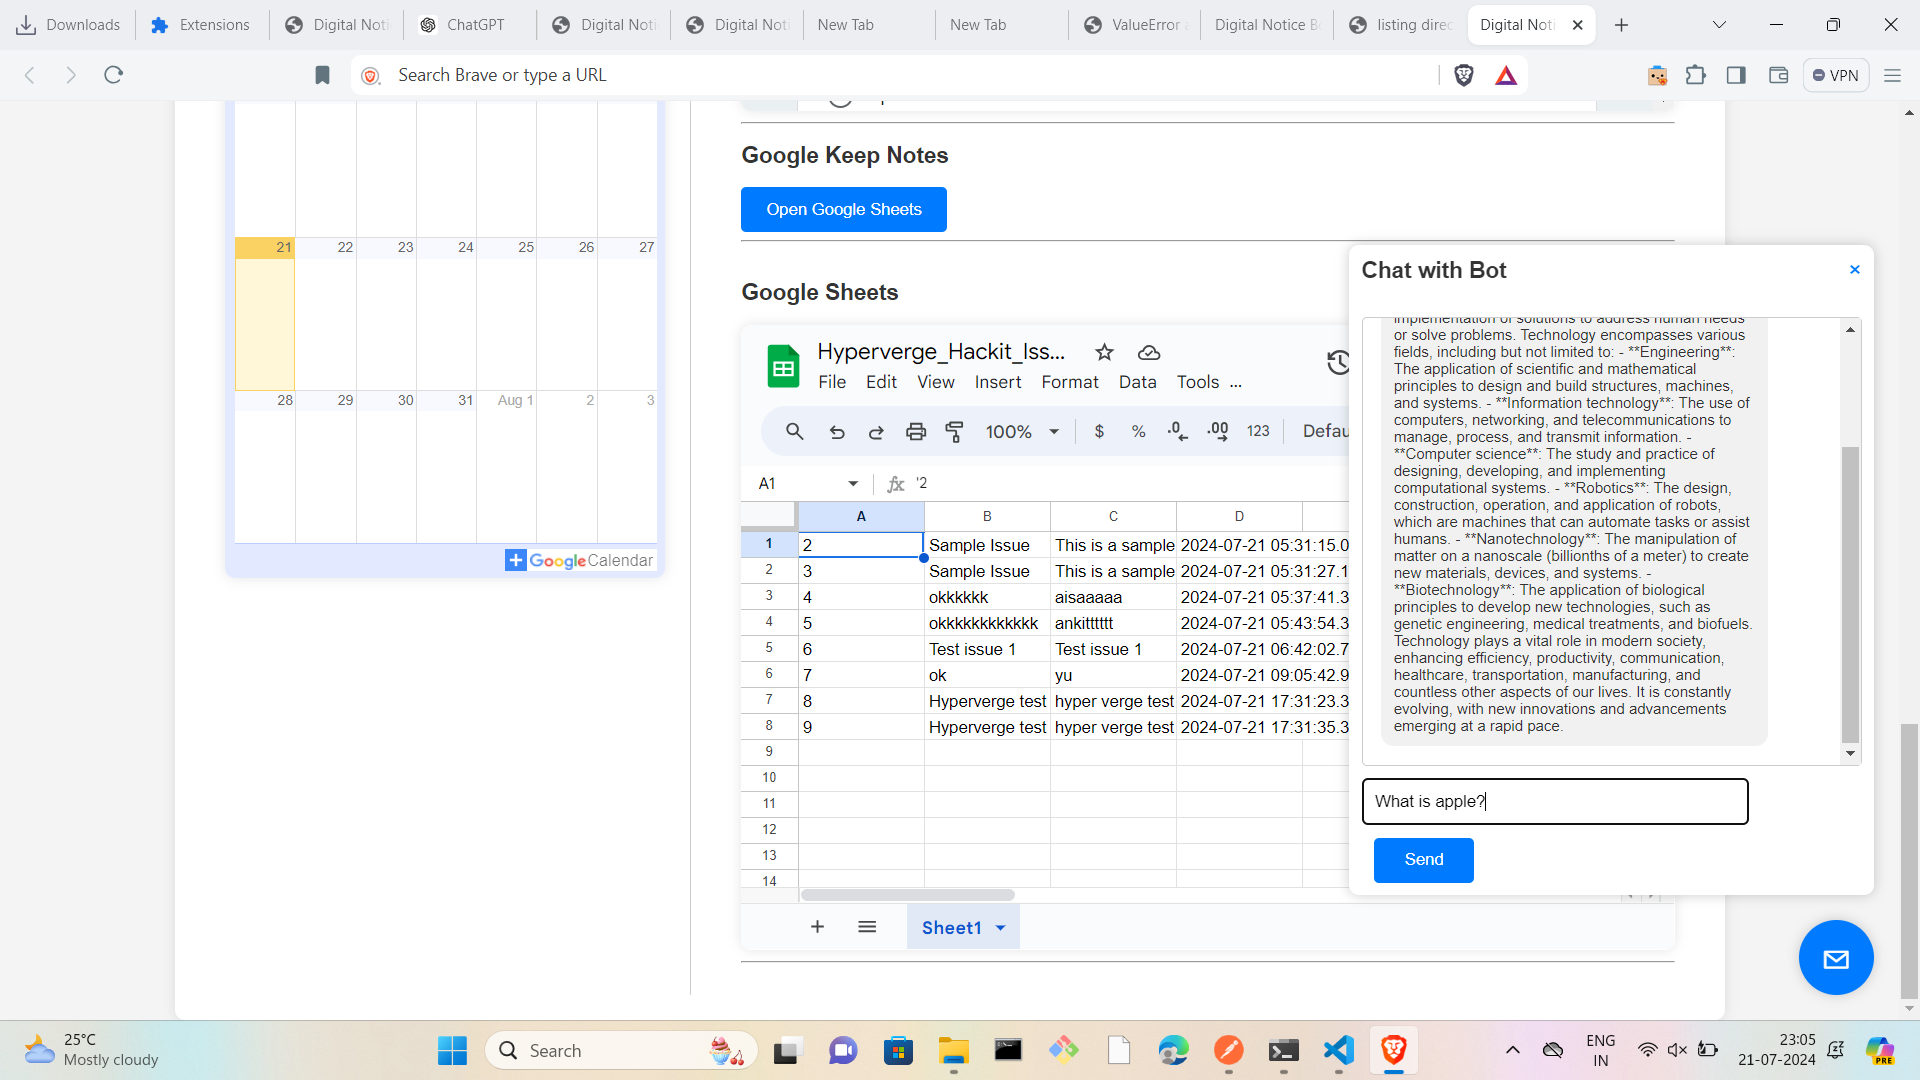 Downloads
Extensions
Digital Noti
ChatGPT
Digital Noti
Digital Noti
New Tab
New Tab
ValueError a
Digital Notice B
listing direc
Digital Noti
Search Brave or type a URL
VPN
21 22 23 24 25 26 27
28 29 30 31 Aug 1 2 3
Google Calendar
Google Keep Notes
Open Google Sheets
Google Sheets
Hyperverge_Hackit_Iss...
File Edit View Insert Format Data Tools ...
100% $ % .0 .00 123 Defau
A1 fx '2
A B C D
1 2 Sample Issue This is a sample 2024-07-21 05:31:15.0
2 3 Sample Issue This is a sample 2024-07-21 05:31:27.1
3 4 okkkkkk aisaaaaa 2024-07-21 05:37:41.3
4 5 okkkkkkkkkkkk ankitttttt 2024-07-21 05:43:54.3
5 6 Test issue 1 Test issue 1 2024-07-21 06:42:02.7
6 7 ok yu 2024-07-21 09:05:42.9
7 8 Hyperverge test hyper verge test 2024-07-21 17:31:23.3
8 9 Hyperverge test hyper verge test 2024-07-21 17:31:35.3
9
10
11
12
13
14
Sheet1
Chat with Bot
×
implementation of solutions to address human needs
or solve problems. Technology encompasses various
fields, including but not limited to: - **Engineering**:
The application of scientific and mathematical
principles to design and build structures, machines,
and systems. - **Information technology**: The use of
computers, networking, and telecommunications to
manage, process, and transmit information. -
**Computer science**: The study and practice of
designing, developing, and implementing
computational systems. - **Robotics**: The design,
construction, operation, and application of robots,
which are machines that can automate tasks or assist
humans. - **Nanotechnology**: The manipulation of
matter on a nanoscale (billionths of a meter) to create
new materials, devices, and systems. -
**Biotechnology**: The application of biological
principles to develop new technologies, such as
genetic engineering, medical treatments, and biofuels.
Technology plays a vital role in modern society,
enhancing efficiency, productivity, communication,
healthcare, transportation, manufacturing, and
countless other aspects of our lives. It is constantly
evolving, with new innovations and advancements
emerging at a rapid pace.
What is apple?
Send
25°C
Mostly cloudy
Search
ENG
IN
23:05
21-07-2024
PRE